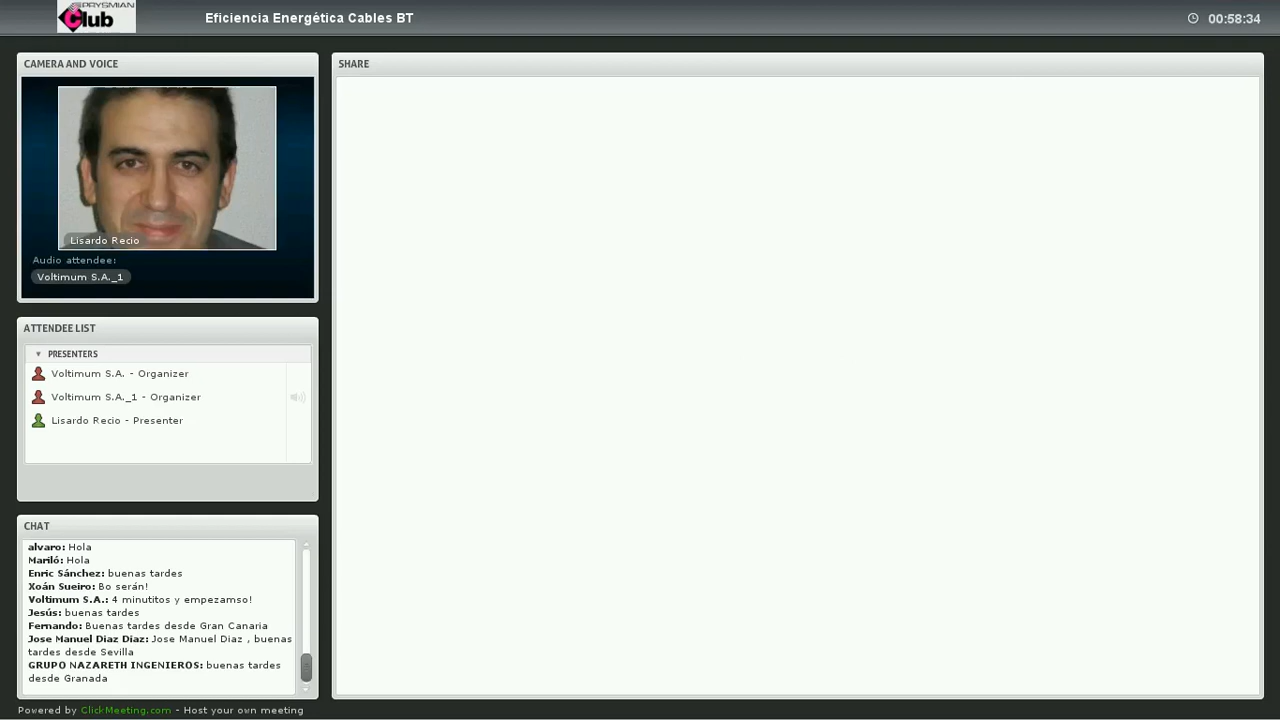 PRYSMIAN
Club
Eficiencia Energética Cables BT
00:58:34
CAMERA AND VOICE
Lisardo Recio
Audio attendee:
Voltimum S.A._1
SHARE
ATTENDEE LIST
PRESENTERS
Voltimum S.A. - Organizer
Voltimum S.A._1 - Organizer
Lisardo Recio - Presenter
CHAT
alvaro: Hola
Mariló: Hola
Enric Sánchez: buenas tardes
Xoán Sueiro: Bo serán!
Voltimum S.A.: 4 minutitos y empezamso!
Jesús: buenas tardes
Fernando: Buenas tardes desde Gran Canaria
Jose Manuel Diaz Diaz: Jose Manuel Diaz , buenas
tardes desde Sevilla
GRUPO NAZARETH INGENIEROS: buenas tardes
desde Granada
Powered by ClickMeeting.com - Host your own meeting